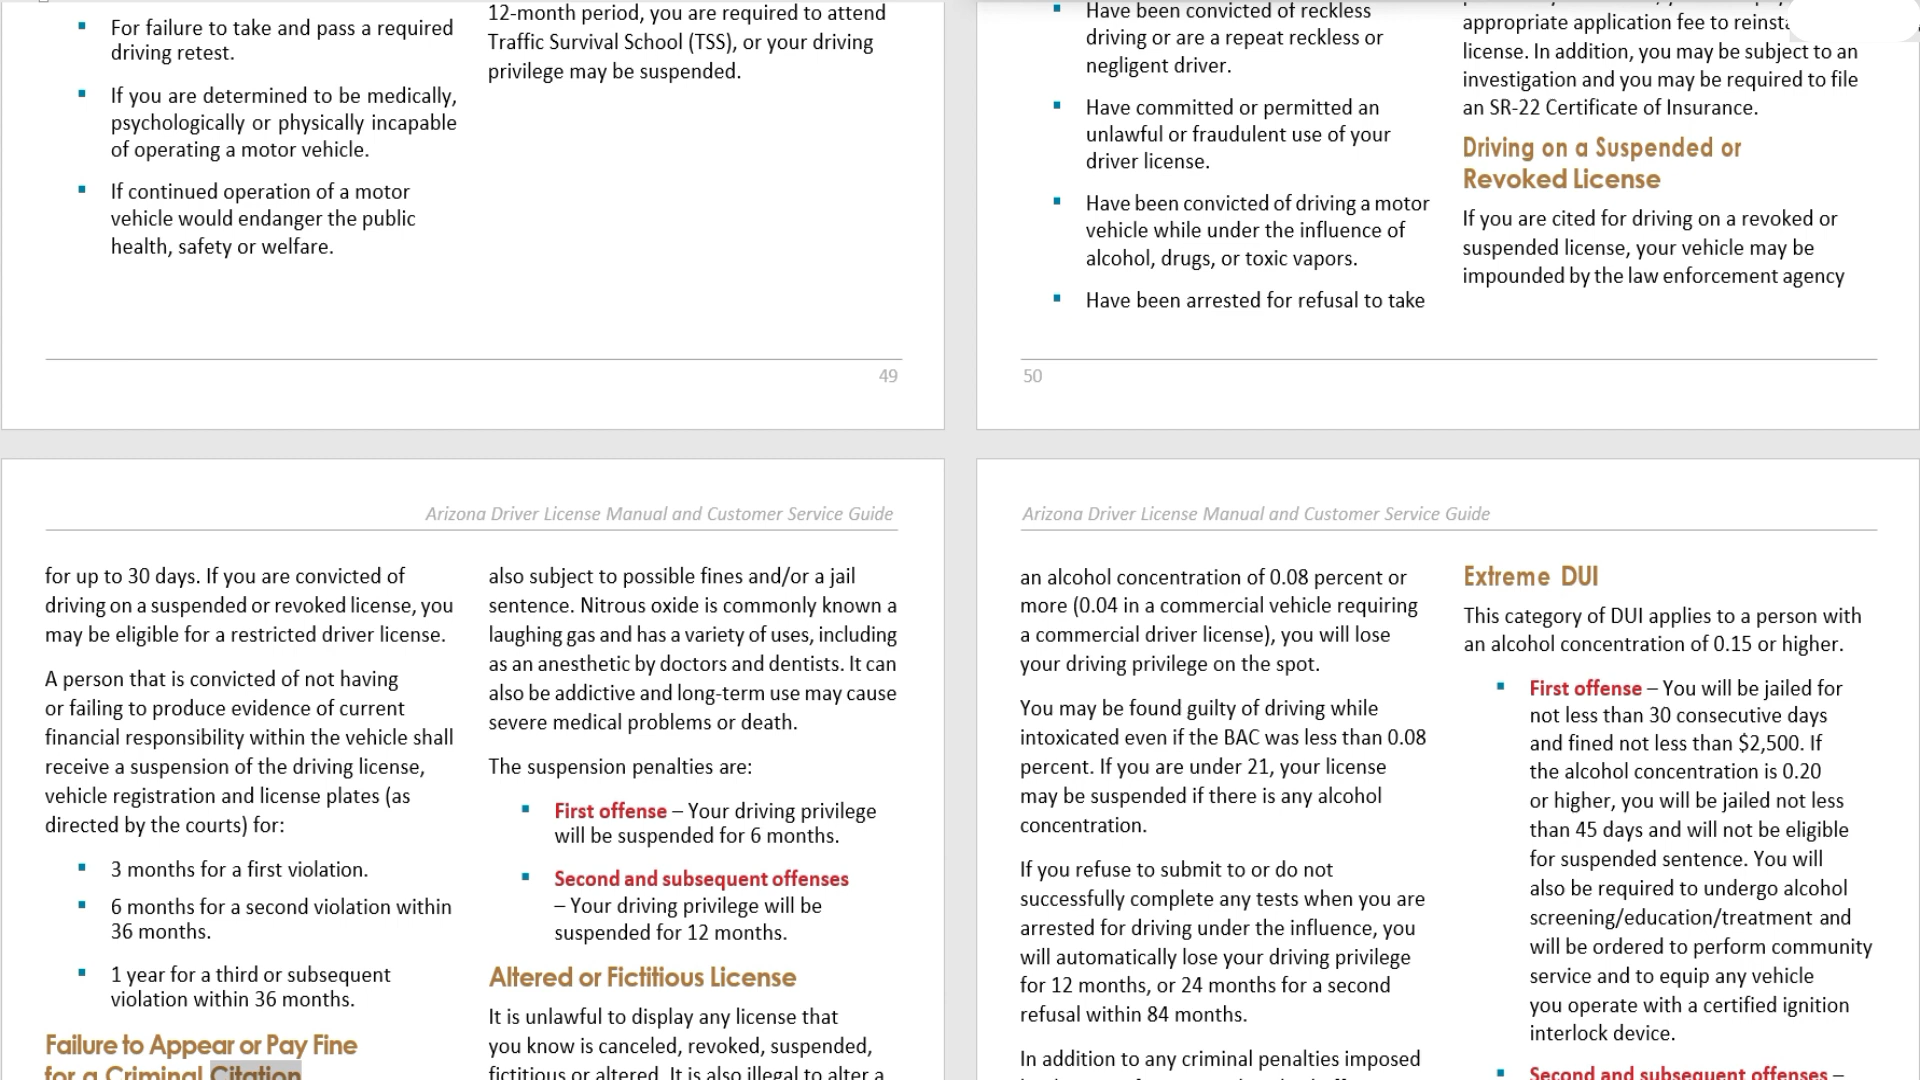 For failure to take and pass a required
driving retest.
If you are determined to be medically,
psychologically or physically incapable
of operating a motor vehicle.
If continued operation of a motor
vehicle would endanger the public
health, safety or welfare.
12-month period, you are required to attend
Traffic Survival School (TSS), or your driving
privilege may be suspended.
49
Have been convicted of reckless
driving or are a repeat reckless or
negligent driver.
Have committed or permitted an
unlawful or fraudulent use of your
driver license.
Have been convicted of driving a motor
vehicle while under the influence of
alcohol, drugs, or toxic vapors.
Have been arrested for refusal to take
appropriate application fee to
license. In addition, you may be subject to an
investigation and you may be required to file
an SR-22 Certificate of Insurance.
Driving on a Suspended or
Revoked License
If you are cited for driving on a revoked or
suspended license, your vehicle may be
impounded by the law enforcement agency
50
Arizona Driver License Manual and Customer Service Guide
for up to 30 days. If you are convicted of
driving on a suspended or revoked license, you
may be eligible for a restricted driver license.
A person that is convicted of not having
or failing to produce evidence of current
financial responsibility within the vehicle shall
receive a suspension of the driving license,
vehicle registration and license plates (as
directed by the courts) for:
3 months for a first violation.
6 months for a second violation within
36 months.
1 year for a third or subsequent
violation within 36 months.
Failure to Appear or Pay Fine
for a Criminal Citation
also subject to possible fines and/or a jail
sentence. Nitrous oxide is commonly known a
laughing gas and has a variety of uses, including
as an anesthetic by doctors and dentists. It can
also be addictive and long-term use may cause
severe medical problems or death.
The suspension penalties are:
First offense – Your driving privilege
will be suspended for 6 months.
Second and subsequent offenses
– Your driving privilege will be
suspended for 12 months.
Altered or Fictitious License
It is unlawful to display any license that
you know is canceled, revoked, suspended,
fictitious or altered. It is also illegal to alter a
Arizona Driver License Manual and Customer Service Guide
an alcohol concentration of 0.08 percent or
more (0.04 in a commercial vehicle requiring
a commercial driver license), you will lose
your driving privilege on the spot.
You may be found guilty of driving while
intoxicated even if the BAC was less than 0.08
percent. If you are under 21, your license
may be suspended if there is any alcohol
concentration.
If you refuse to submit to or do not
successfully complete any tests when you are
arrested for driving under the influence, you
will automatically lose your driving privilege
for 12 months, or 24 months for a second
refusal within 84 months.
In addition to any criminal penalties imposed
Extreme DUI
This category of DUI applies to a person with
an alcohol concentration of 0.15 or higher.
First offense – You will be jailed for
not less than 30 consecutive days
and fined not less than $2,500. If
the alcohol concentration is 0.20
or higher, you will be jailed not less
than 45 days and will not be eligible
for suspended sentence. You will
also be required to undergo alcohol
screening/education/treatment and
will be ordered to perform community
service and to equip any vehicle
you operate with a certified ignition
interlock device.
Second and subsequent offenses –